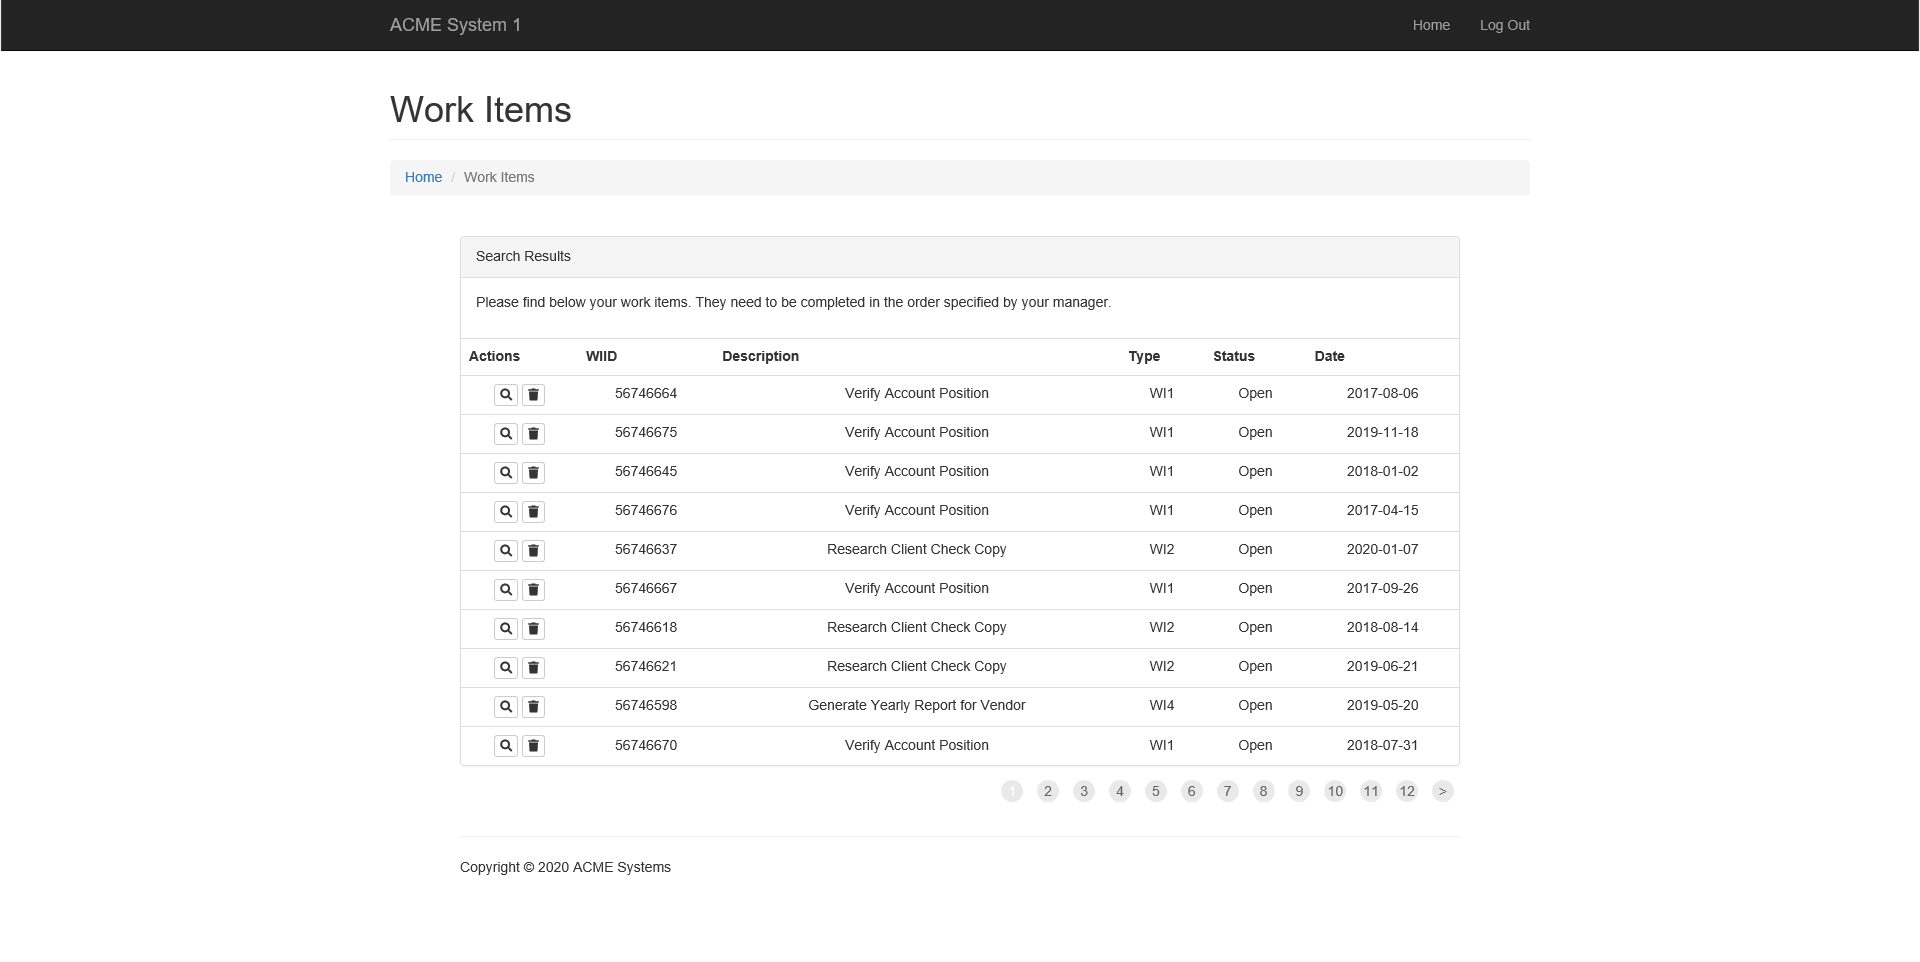 ACME System 1 Home Log Out
Work Items
Home / Work Items
Search Results
Please find below your work items. They need to be completed in the order specified by your manager.
Actions WIID Description Type Status Date
56746664 Verify Account Position WI1 Open 2017-08-06
56746675 Verify Account Position WI1 Open 2019-11-18
56746645 Verify Account Position WI1 Open 2018-01-02
56746676 Verify Account Position WI1 Open 2017-04-15
56746637 Research Client Check Copy WI2 Open 2020-01-07
56746667 Verify Account Position WI1 Open 2017-09-26
56746618 Research Client Check Copy WI2 Open 2018-08-14
56746621 Research Client Check Copy WI2 Open 2019-06-21
56746598 Generate Yearly Report for Vendor WI4 Open 2019-05-20
56746670 Verify Account Position WI1 Open 2018-07-31
1 2 3 4 5 6 7 8 9 10 11 12 >
Copyright © 2020 ACME Systems